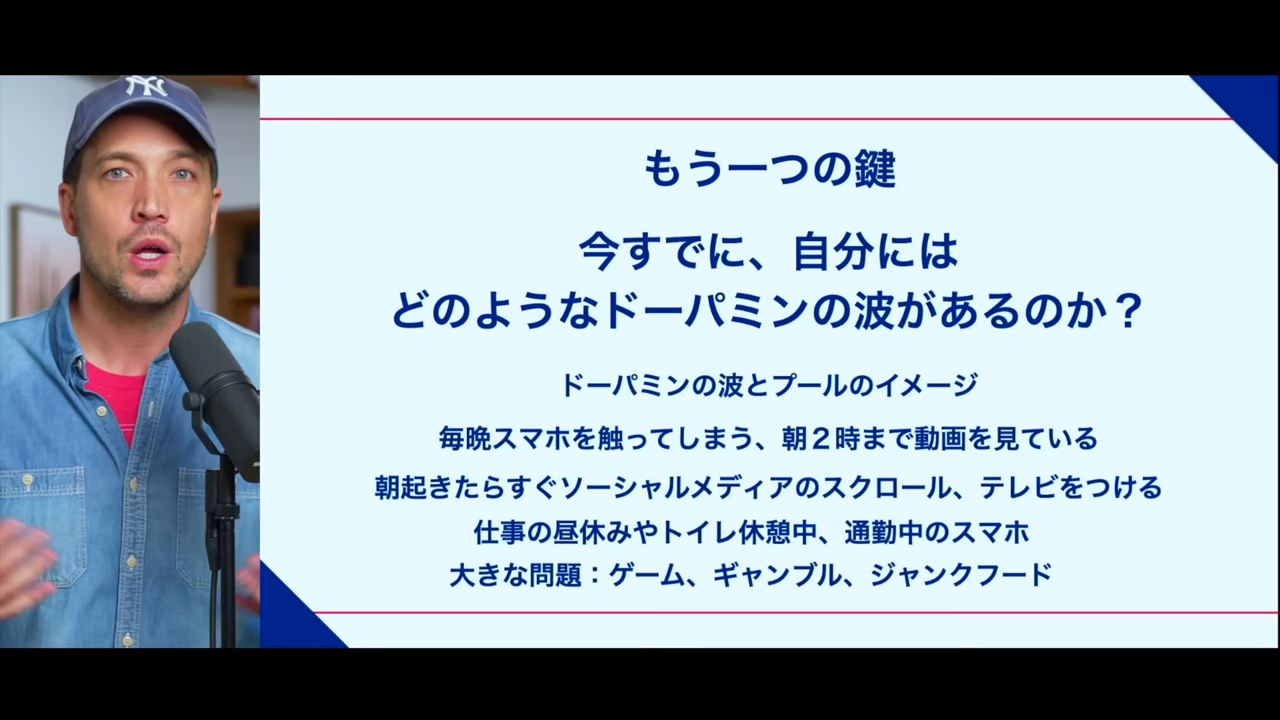 もう一つの鍵
今すでに、自分には
どのようなドーパミンの波があるのか？
ドーパミンの波とプールのイメージ
毎晩スマホを触ってしまう、朝２時まで動画を見ている
朝起きたらすぐソーシャルメディアのスクロール、テレビをつける
仕事の昼休みやトイレ休憩中、通勤中のスマホ
大きな問題：ゲーム、ギャンブル、ジャンクフード
NY